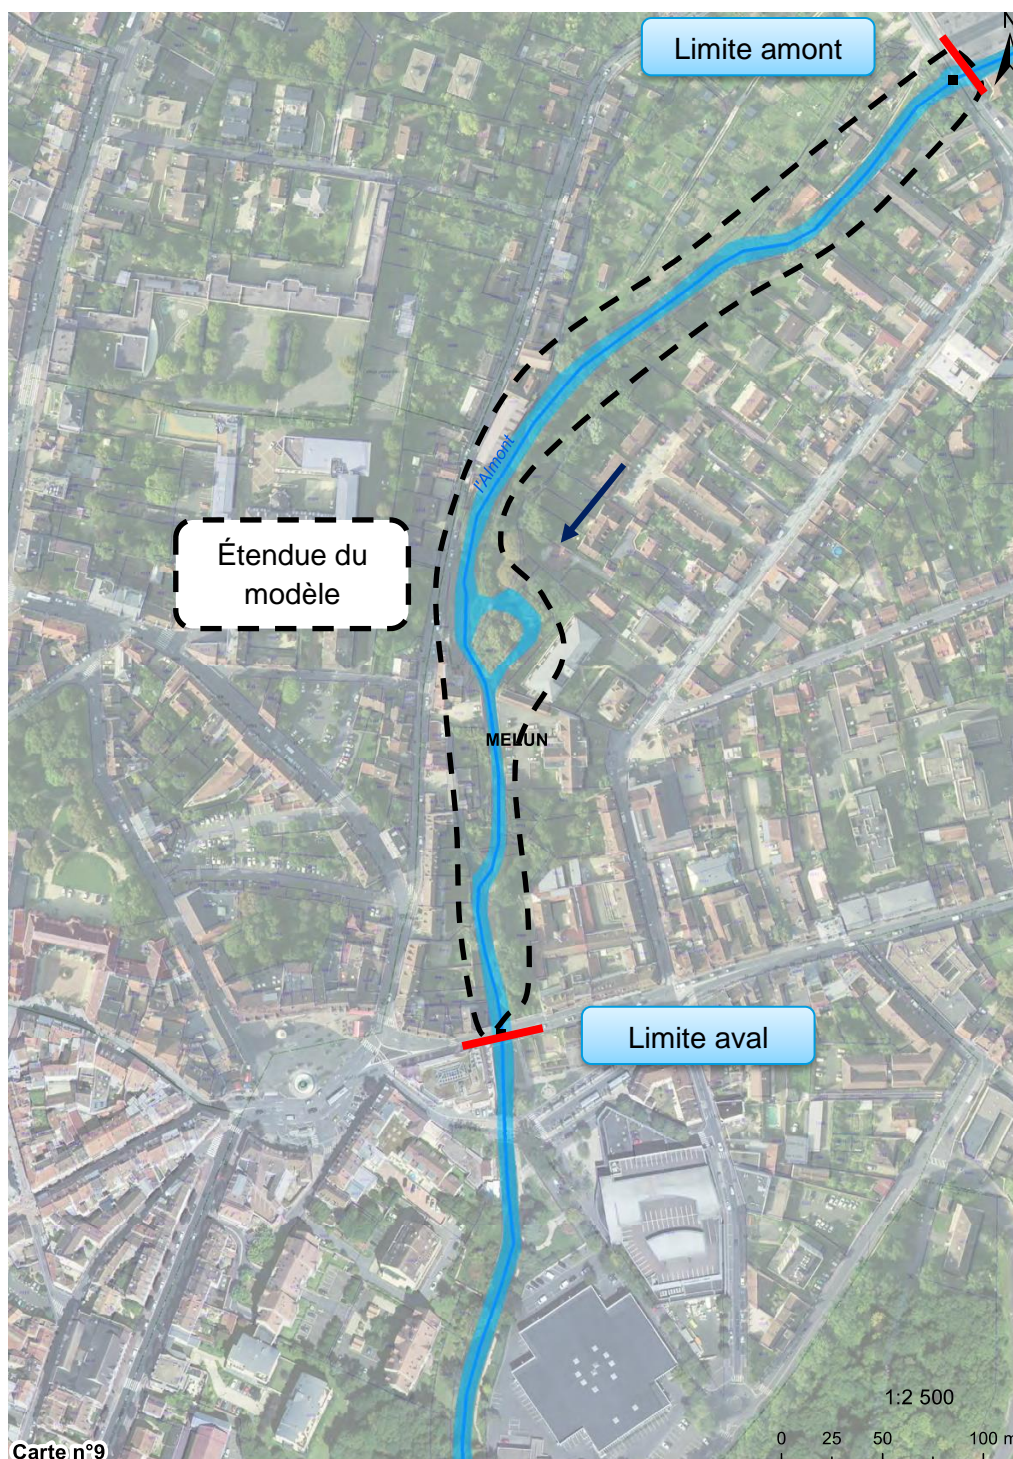 N
Limite amont
l'Almont
Étendue du
modèle
MELUN
Limite aval
1:2 500
0 25 50 100 m
Carte n°9